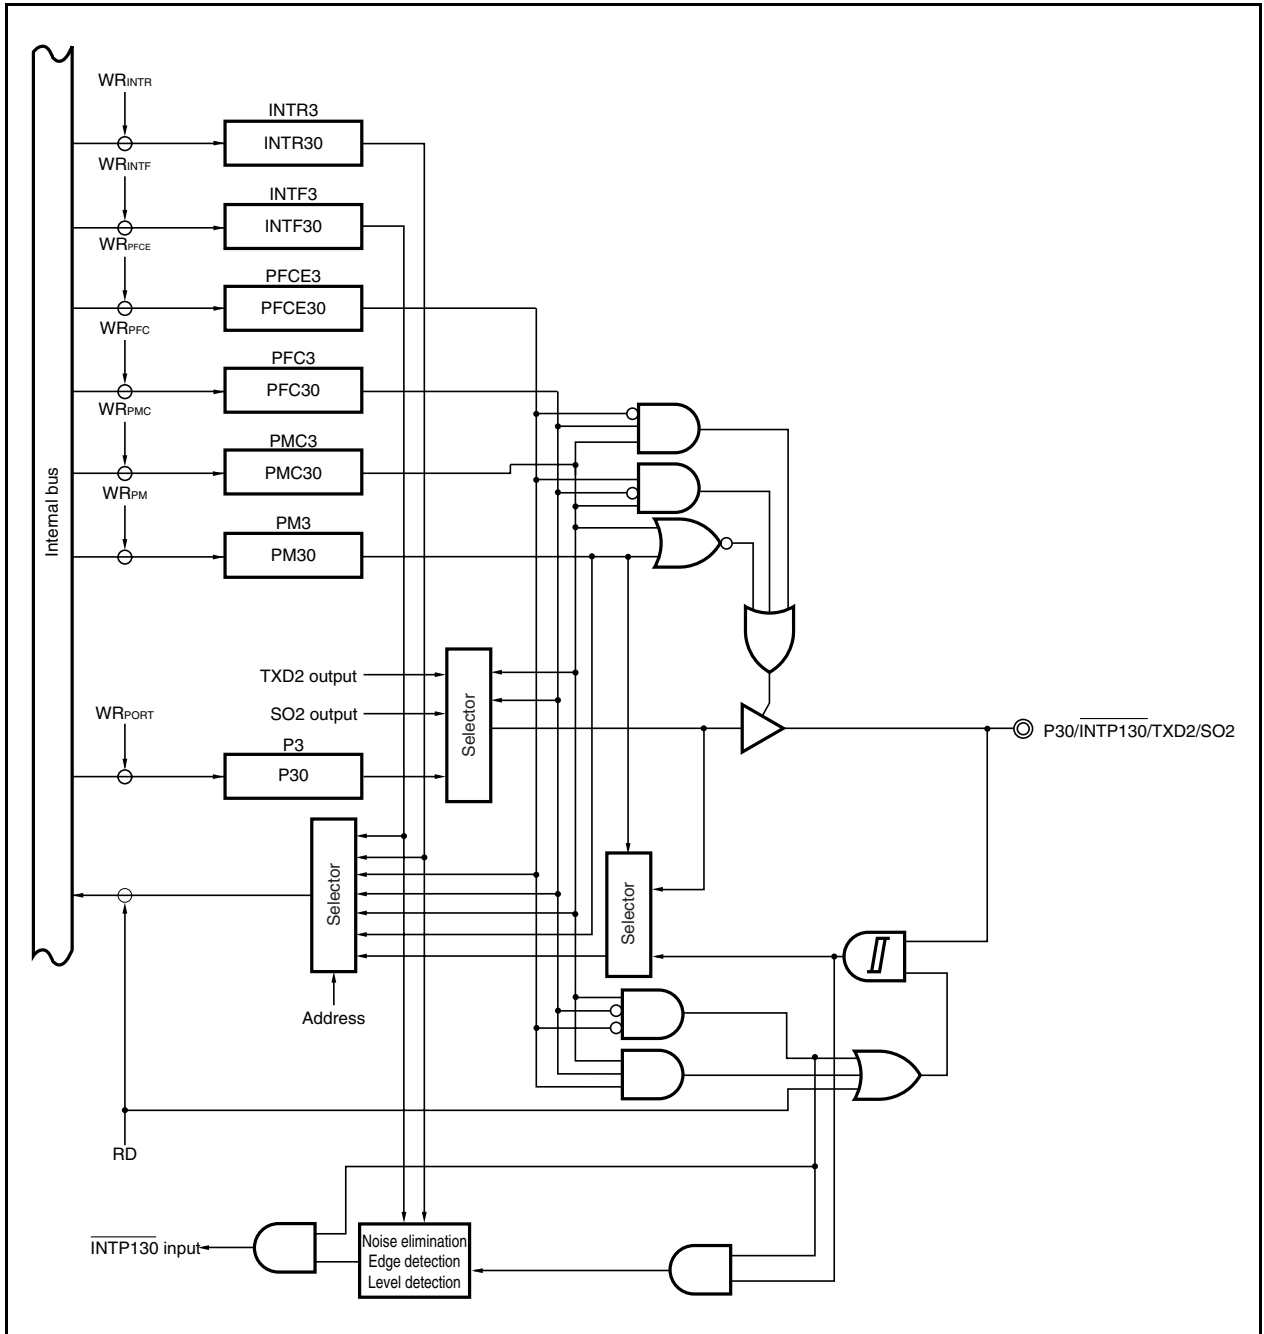 WRINTR
INTR3
INTR30
WRINTF
INTF3
INTF30
WRPFCE
PFCE3
PFCE30
WRPFC
PFC3
PFC30
WRPMC
PMC3
PMC30
WRPM
PM3
PM30
Internal bus
TXD2 output
SO2 output
Selector
WRPORT
P3
P30
P30/INTP130/TXD2/SO2
Selector
Selector
Address
RD
INTP130 input
Noise elimination
Edge detection
Level detection